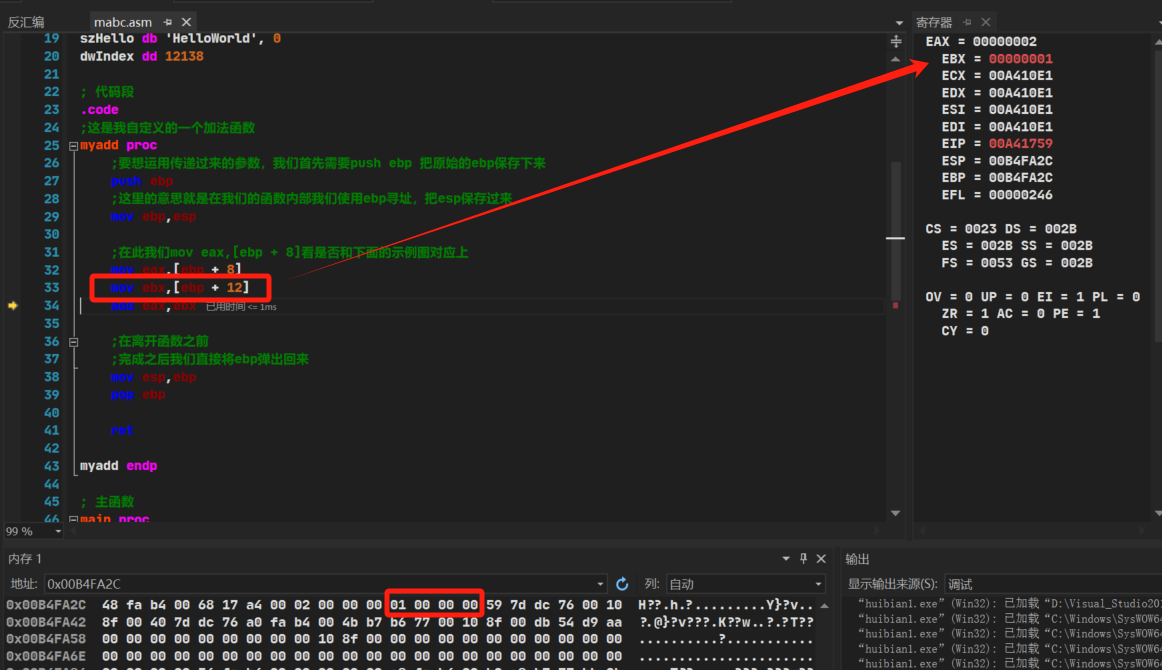 反汇编
mabc.asm
19 szHello db 'HelloWorld', 0
20 dwIndex dd 12138
21
22 ; 代码段
23 .code
24 ;这是我自定义的一个加法函数
25 myadd proc
26 ;要想运用传递过来的参数，我们首先需要push ebp 把原始的ebp保存下来
27 push ebp
28 ;这里的意思就是在我们的函数内部我们使用ebp寻址，把esp保存过来
29 mov ebp,esp
30
31 ;在此我们mov eax,[ebp + 8]看是否和下面的示例图对应上
32 mov eax,[ebp + 8]
33 mov ebx,[ebp + 12]
34 add eax,ebx 已用时间 <= 1ms
35
36 ;在离开函数之前
37 ;完成之后我们直接将ebp弹出回来
38 mov esp,ebp
39 pop ebp
40
41 ret
42
43 myadd endp
44
45 ; 主函数
46 main proc
99 %
寄存器
EAX = 00000002
EBX = 00000001
ECX = 00A410E1
EDX = 00A410E1
ESI = 00A410E1
EDI = 00A410E1
EIP = 00A41759
ESP = 00B4FA2C
EBP = 00B4FA2C
EFL = 00000246
CS = 0023 DS = 002B
ES = 002B SS = 002B
FS = 0053 GS = 002B
OV = 0 UP = 0 EI = 1 PL = 0
ZR = 1 AC = 0 PE = 1
CY = 0
内存 1
地址: 0x00B4FA2C 列: 自动
0x00B4FA2C 48 fa b4 00 68 17 a4 00 02 00 00 00 01 00 00 00 59 7d dc 76 00 10 H??.h.?.........Y}?v..
0x00B4FA42 8f 00 40 7d dc 76 a0 fa b4 00 4b b7 b6 77 00 10 8f 00 db 54 d9 aa ?.@}?v???.K??w..?.?T??
0x00B4FA58 00 00 00 00 00 00 00 00 00 10 8f 00 00 00 00 00 00 00 00 00 00 00 ..........?...........
0x00B4FA6E 00 00 00 00 00 00 00 00 00 00 00 00 00 00 00 00 00 00 00 00 00 00 ......................
输出
显示输出来源(S): 调试
“huibian1.exe” (Win32): 已加载 “D:\Visual_Studio201
“huibian1.exe” (Win32): 已加载 “C:\Windows\SysWOW64
“huibian1.exe” (Win32): 已加载 “C:\Windows\SysWOW64
“huibian1.exe” (Win32): 已加载 “C:\Windows\SysWOW64
“huibian1.exe” (Win32): 已加载 “C:\Windows\SysWOW64